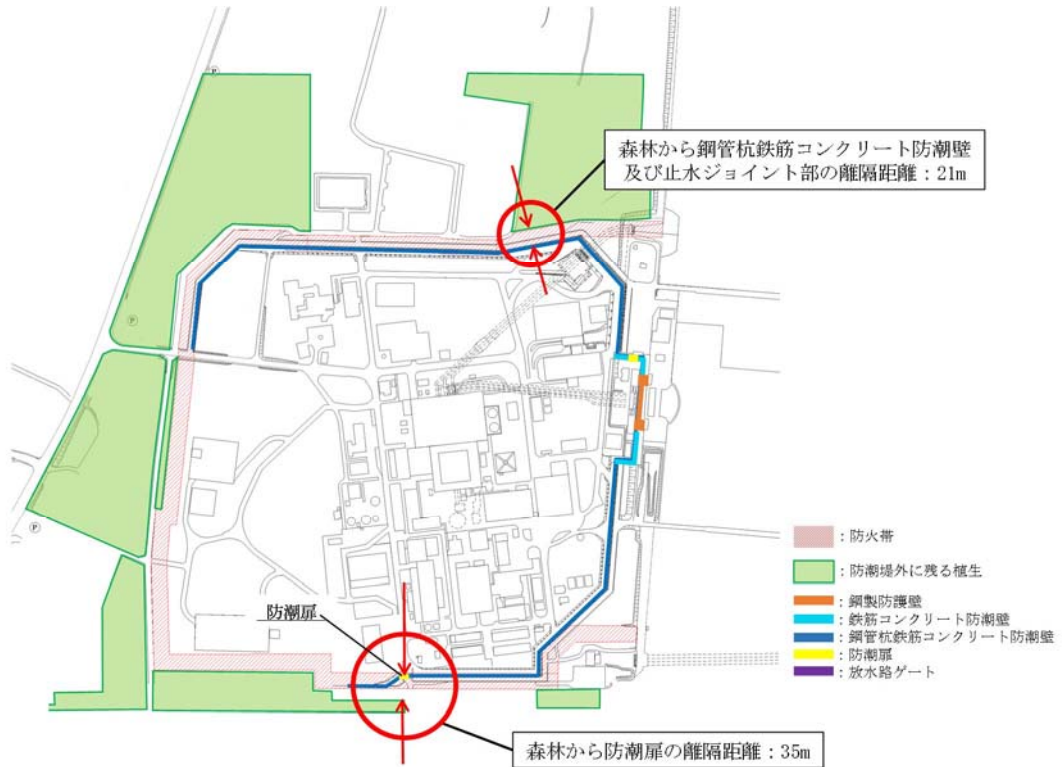 P
森林から鋼管杭鉄筋コンクリート防潮壁
及び止水ジョイント部の離隔距離：21m
P
P
：防火帯
：防潮堤外に残る植生
：鋼製防護壁
：鉄筋コンクリート防潮壁
：鋼管杭鉄筋コンクリート防潮壁
：防潮扉
：放水路ゲート
防潮扉
森林から防潮扉の離隔距離：35m